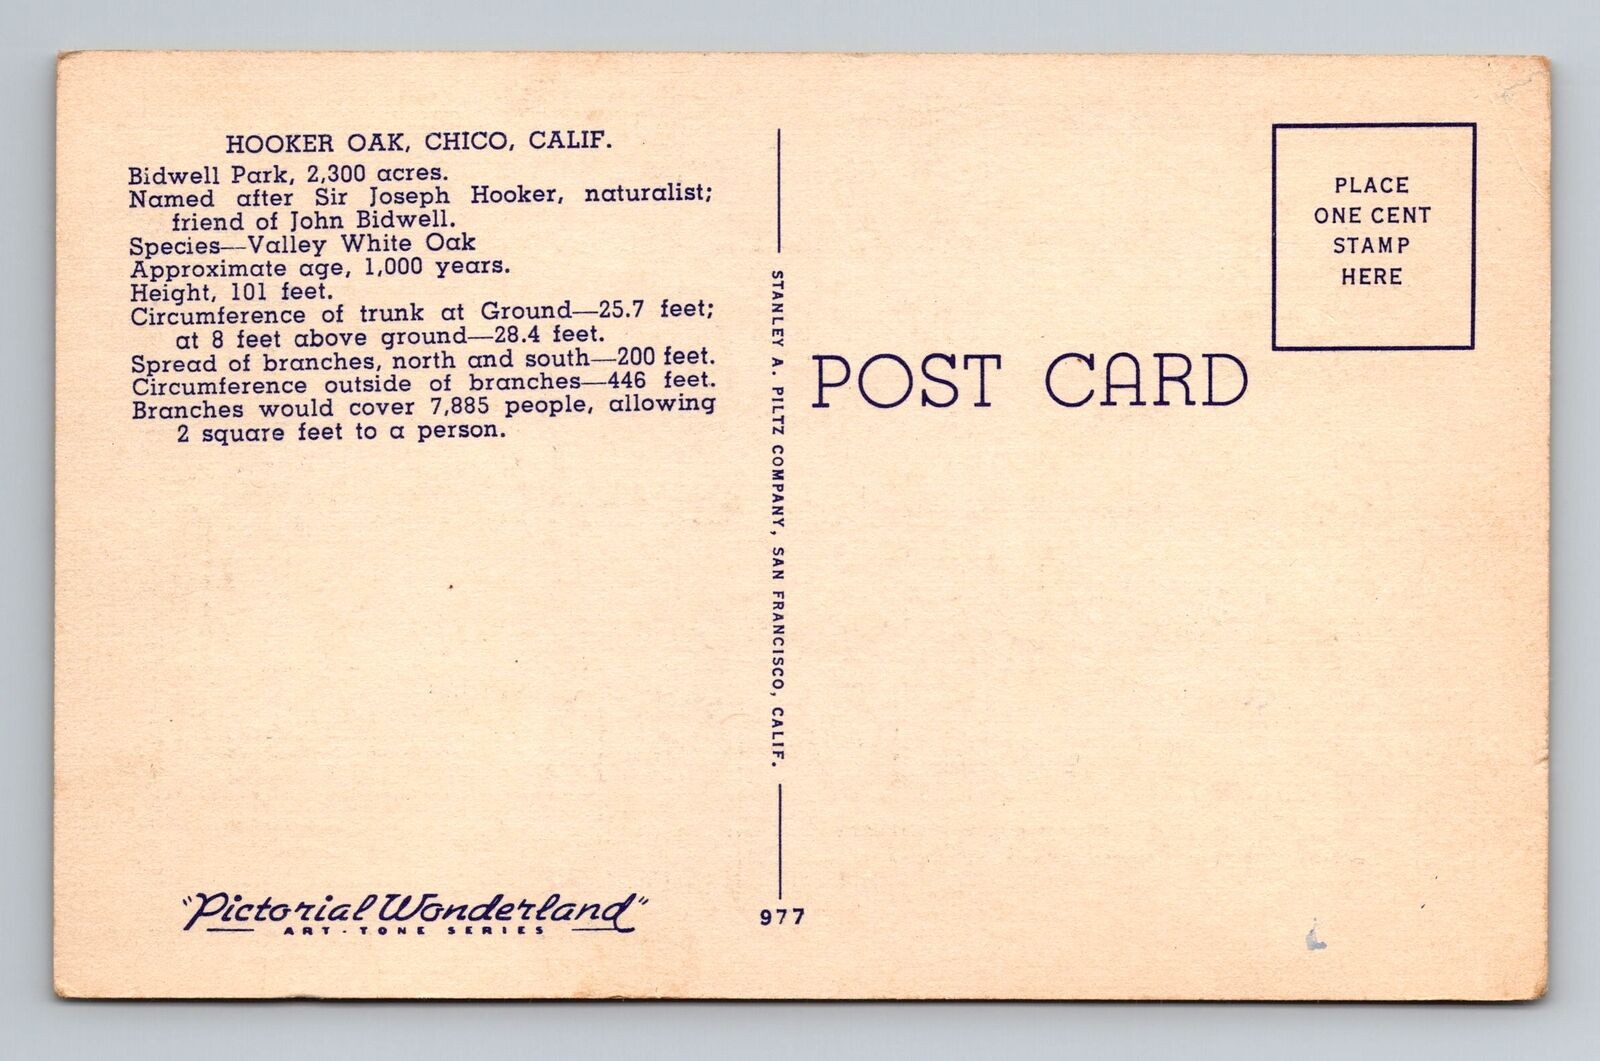 HOOKER OAK, CHICO, CALIF.
Bidwell Park, 2,300 acres.
Named after Sir Joseph Hooker, naturalist;
friend of John Bidwell.
Species—Valley White Oak
Approximate age, 1,000 years.
Height, 101 feet.
Circumference of trunk at Ground—25.7 feet;
at 8 feet above ground—28.4 feet.
Spread of branches, north and south—200 feet.
Circumference outside of branches—446 feet.
Branches would cover 7,885 people, allowing
2 square feet to a person.
"Pictorial Wonderland"
ART-TONE SERIES
STANLEY A. PILTZ COMPANY, SAN FRANCISCO, CALIF.
977
POST CARD
PLACE
ONE CENT
STAMP
HERE